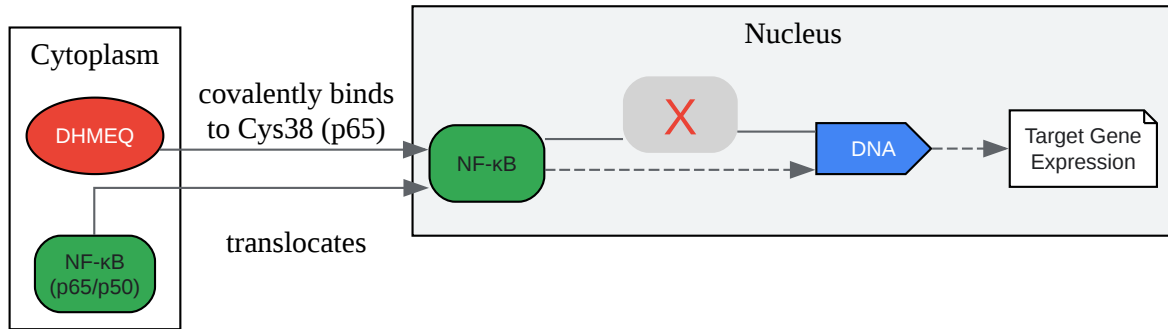 Cytoplasm
DHMEQ
NF-κB
(p65/p50)
covalently binds
to Cys38 (p65)
translocates
Nucleus
NF-κB
X
DNA
Target Gene
Expression